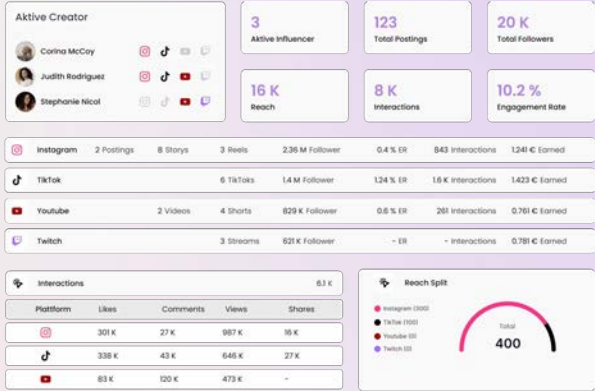 Aktive Creator
Corina McCoy
Judith Rodriguez
Stephanie Nicol
3
Aktive Influencer
123
Total Postings
20 K
Total Followers
16 K
Reach
8 K
Interactions
10.2 %
Engagement Rate
Instagram 2 Postings 8 Storys 3 Reels 2.36 M Follower 0.4 % ER 843 Interactions 1.241 € Earned
TikTok 6 TikToks 1.4 M Follower 1.24 % ER 1.6 K Interactions 1.423 € Earned
Youtube 2 Videos 4 Shorts 829 K Follower 0.6 % ER 261 Interactions 0.761 € Earned
Twitch 3 Streams 621 K Follower - ER - Interactions 0.781 € Earned
Interactions 6.1 K
Plattform Likes Comments Views Shares
301 K 27 K 987 K 16 K
338 K 43 K 646 K 27 K
83 K 120 K 473 K -
Reach Split
Instagram (300)
TikTok (100)
Youtube (0)
Twitch (0)
Total
400